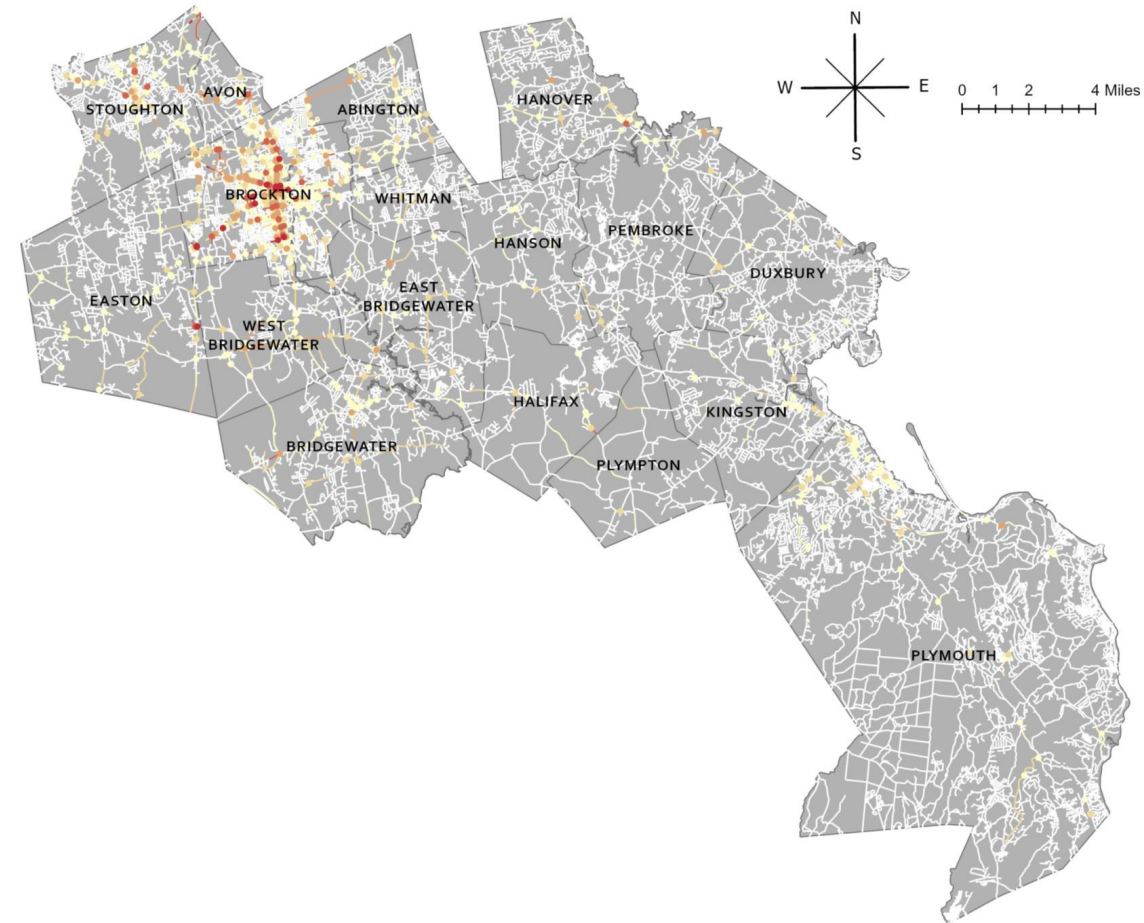 N
W E
S
0 1 2 4 Miles
STOUGHTON
AVON
ABINGTON
HANOVER
BROCKTON
WHITMAN
HANSON
PEMBROKE
DUXBURY
EASTON
WEST
BRIDGEWATER
EAST
BRIDGEWATER
HALIFAX
KINGSTON
BRIDGEWATER
PLYMPTON
PLYMOUTH